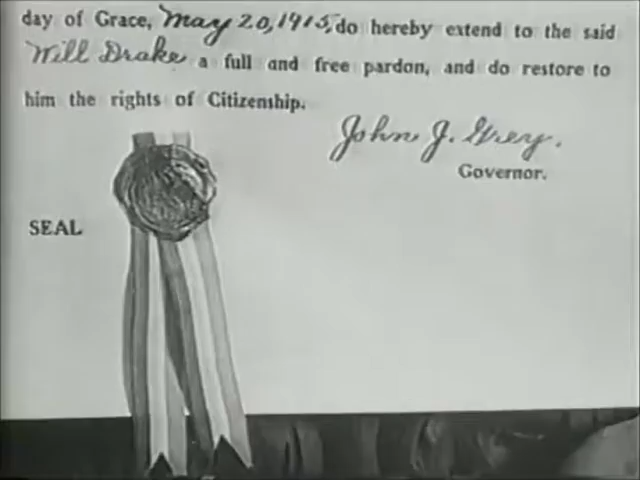 day of Grace, May 20, 1915, do hereby extend to the said
Will Drake a full and free pardon, and do restore to
him the rights of Citizenship.
John J. Grey.
Governor.
SEAL